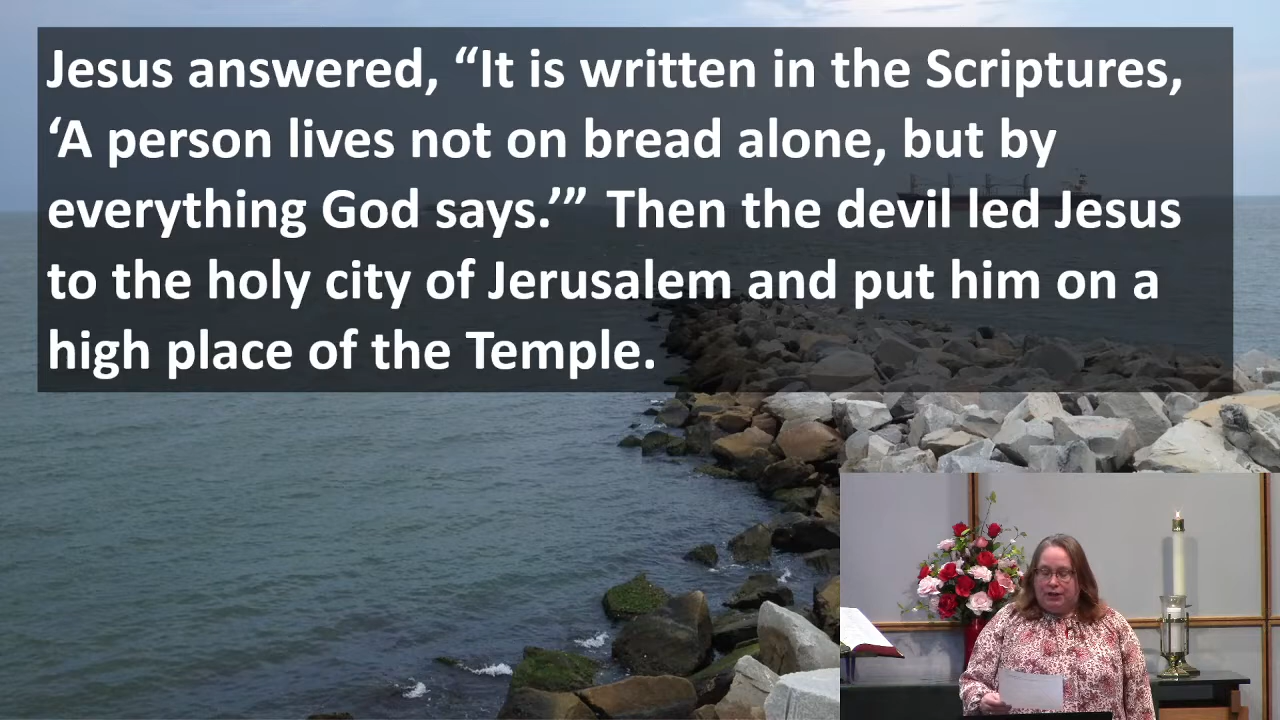 Jesus answered, “It is written in the Scriptures,
‘A person lives not on bread alone, but by
everything God says.’” Then the devil led Jesus
to the holy city of Jerusalem and put him on a
high place of the Temple.